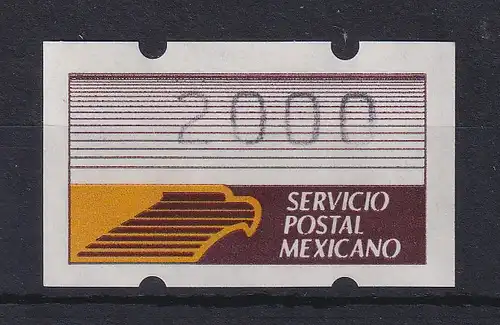 2000
SERVICIO
POSTAL
MEXICANO